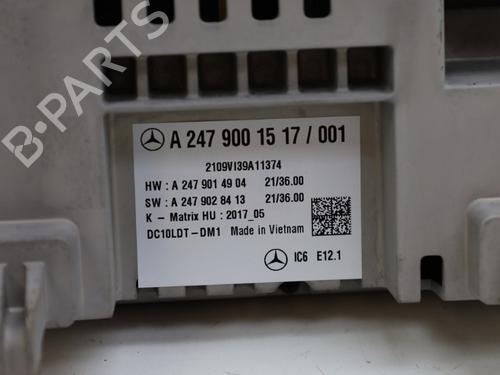 B-PARTS
A 247 900 15 17 / 001
2109VI39A11374
HW : A 247 901 49 04 21/36.00
SW : A 247 902 84 13 21/36.00
K - Matrix HU : 2017_05
DC10LDT-DM1 Made in Vietnam
IC6 E12.1